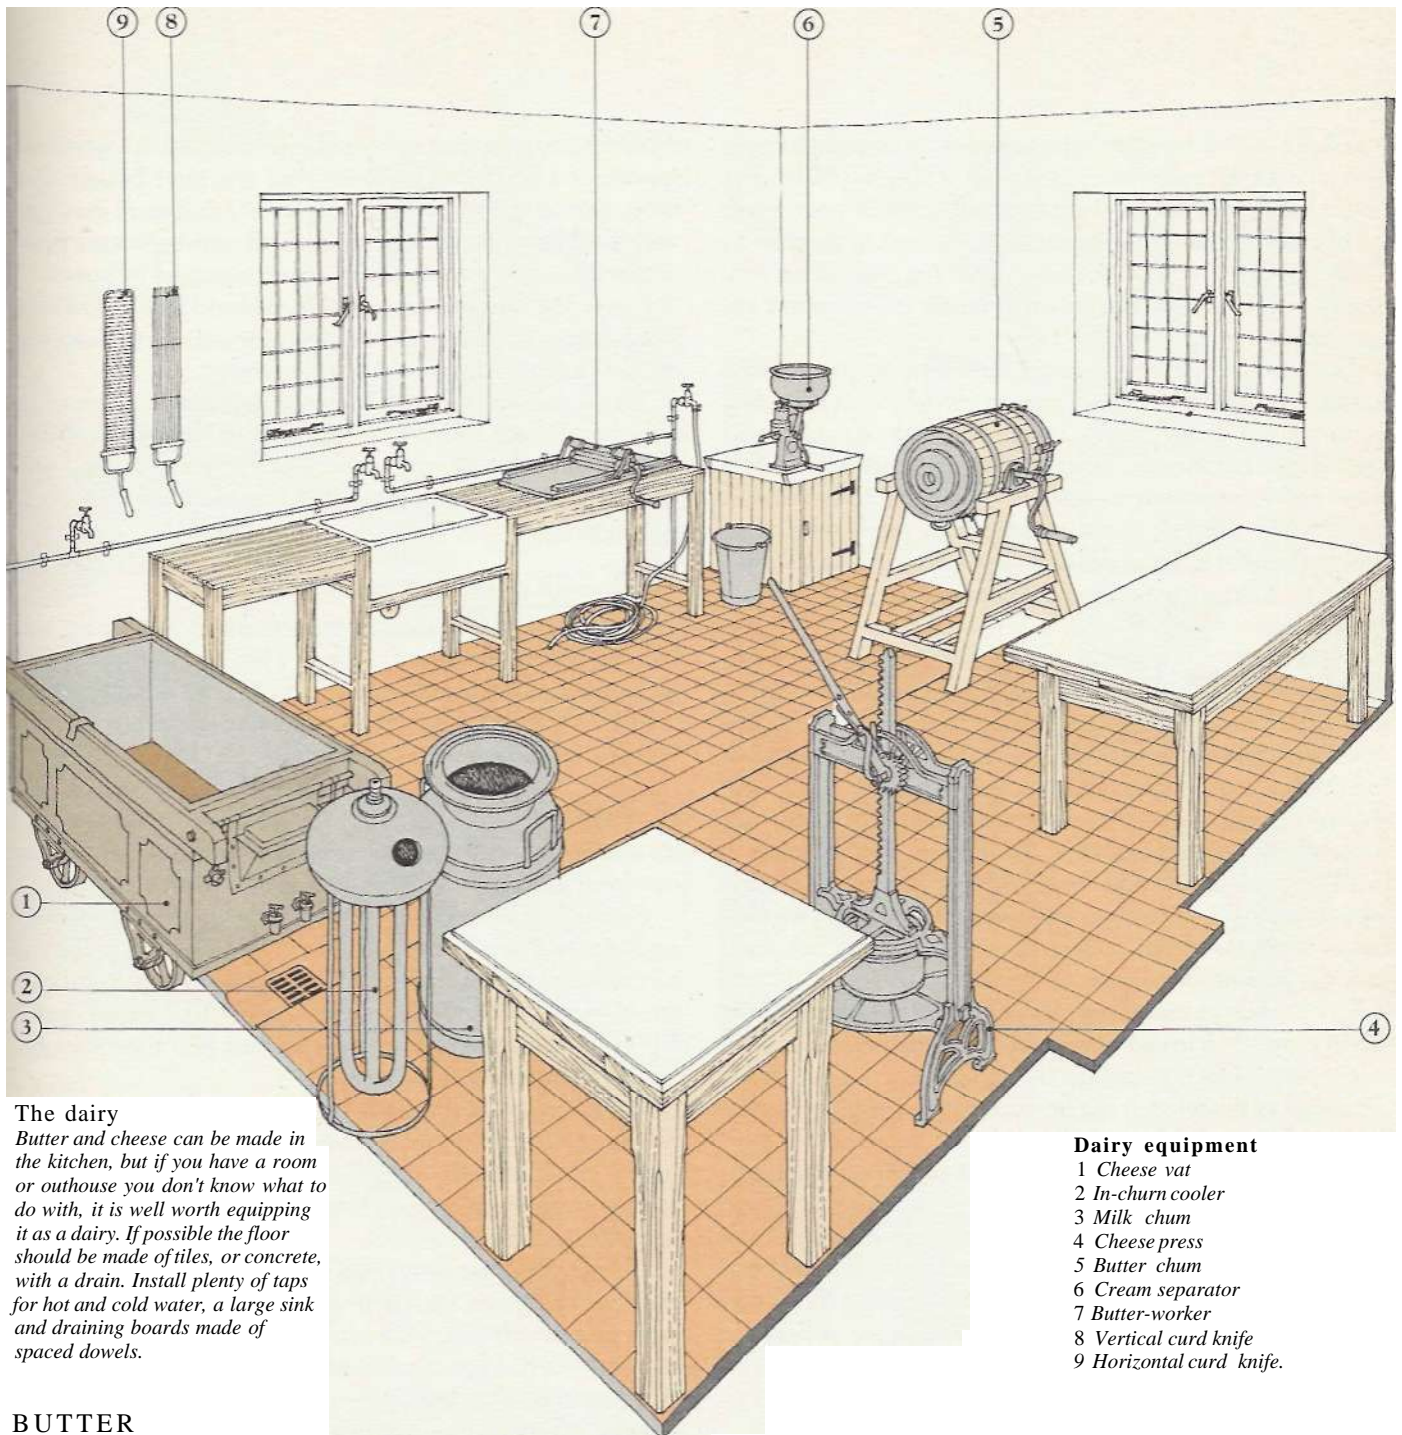 9
8
7
6
5
1
2
3
4
The dairy
Butter and cheese can be made in
the kitchen, but if you have a room
or outhouse you don't know what to
do with, it is well worth equipping
it as a dairy. If possible the floor
should be made of tiles, or concrete,
with a drain. Install plenty of taps
for hot and cold water, a large sink
and draining boards made of
spaced dowels.
Dairy equipment
1 Cheese vat
2 In-churn cooler
3 Milk chum
4 Cheese press
5 Butter chum
6 Cream separator
7 Butter-worker
8 Vertical curd knife
9 Horizontal curd knife.
BUTTER